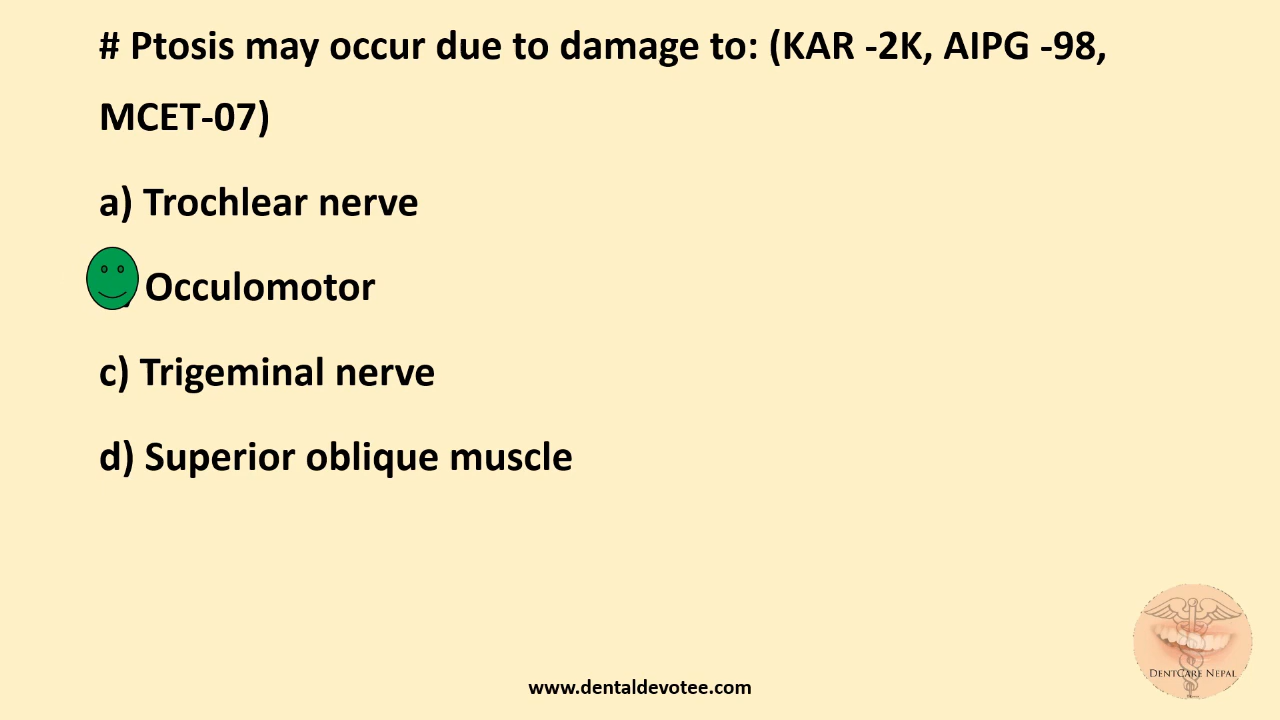 # Ptosis may occur due to damage to: (KAR -2K, AIPG -98,
MCET-07)
a) Trochlear nerve
Occulomotor
c) Trigeminal nerve
d) Superior oblique muscle
DENTCARE NEPAL
www.dentaldevotee.com